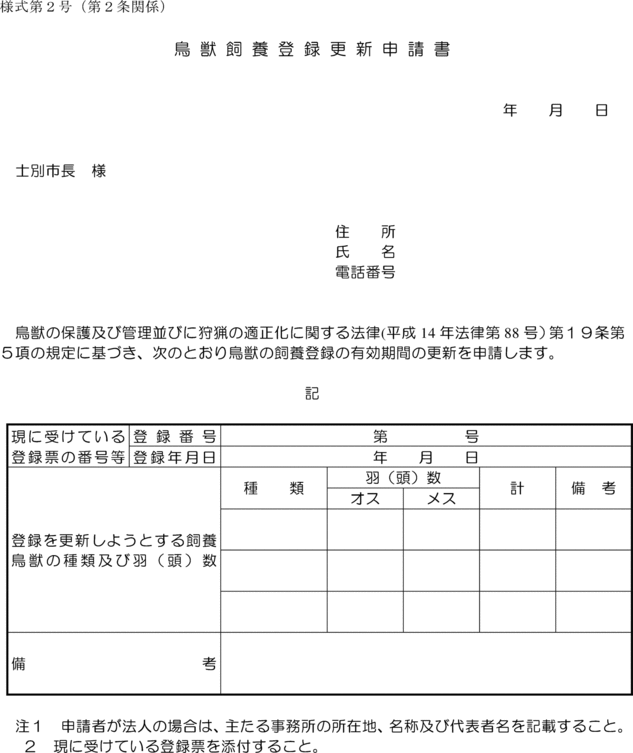 様式第２号（第２条関係）
鳥獣飼養登録更新申請書
年　　月　　日
士別市長　様
住　　所
氏　　名
電話番号
鳥獣の保護及び管理並びに狩猟の適正化に関する法律(平成 14 年法律第 88 号）第１９条第
５項の規定に基づき、次のとおり鳥獣の飼養登録の有効期間の更新を申請します。
記
現に受けている　登録番号　第　　　　　号
登録票の番号等　登録年月日　年　　月　　日
種　　類　羽（頭）数　計　備　考
オス　メス
登録を更新しようとする飼養
鳥獣の種類及び羽（頭）数
備　　　　　考
注１　申請者が法人の場合は、主たる事務所の所在地、名称及び代表者名を記載すること。
２　現に受けている登録票を添付すること。